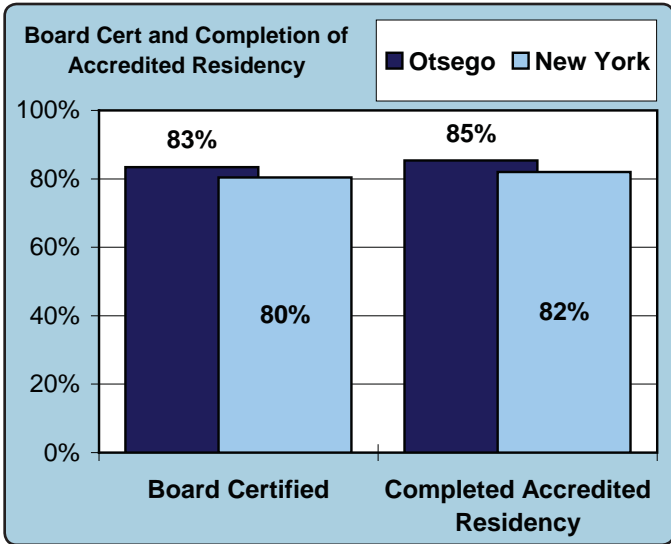 Board Cert and Completion of
Accredited Residency
Otsego
New York
100%
80%
60%
40%
20%
0%
83%
80%
85%
82%
Board Certified
Completed Accredited
Residency